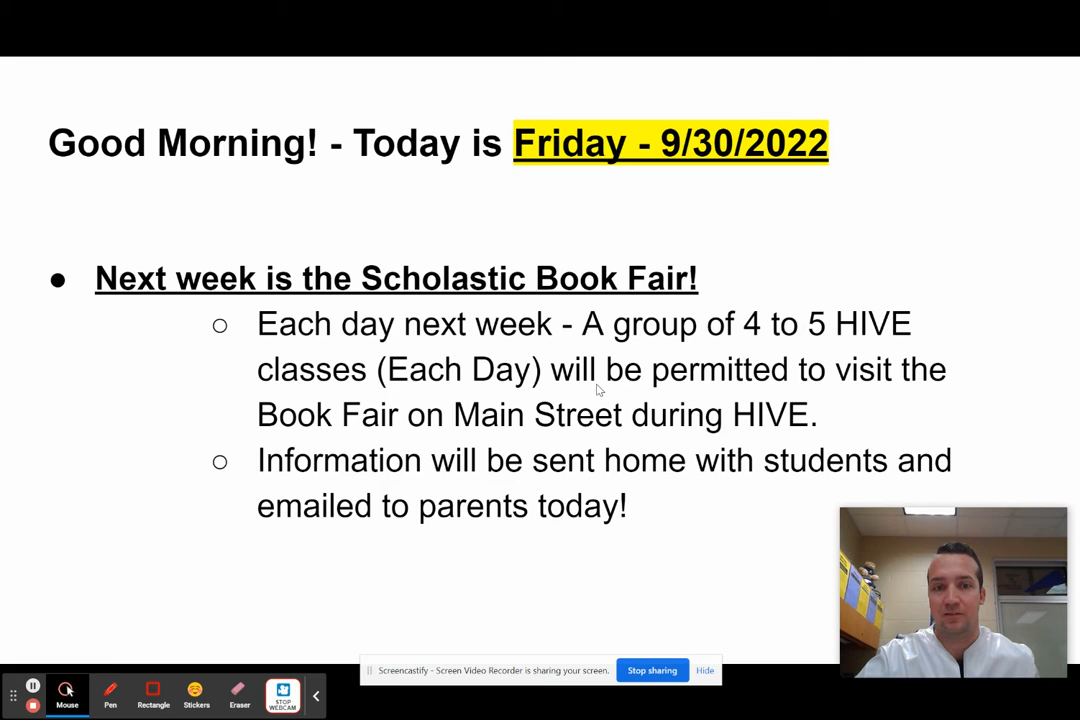 Good Morning! - Today is Friday - 9/30/2022
● Next week is the Scholastic Book Fair!
○ Each day next week - A group of 4 to 5 HIVE
classes (Each Day) will be permitted to visit the
Book Fair on Main Street during HIVE.
○ Information will be sent home with students and
emailed to parents today!
Screencastify - Screen Video Recorder is sharing your screen. Stop sharing Hide
Mouse Pen Rectangle Stickers Eraser STOP WEBCAM